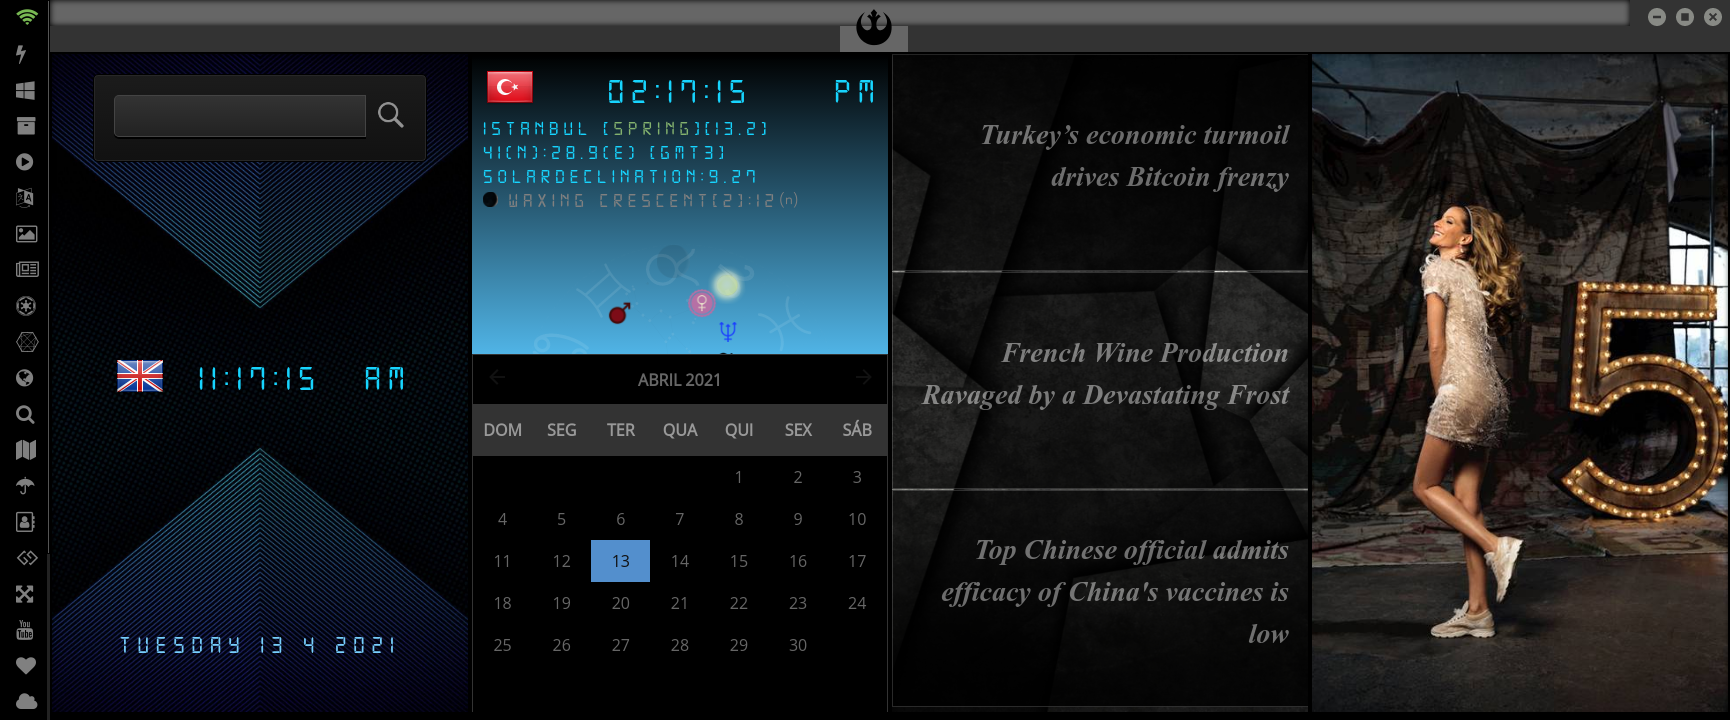 11:17:15 AM
TUESDAY 13 4 2021
02:17:15 PM
ISTANBUL [SPRING][13.2]
41(N):28.9(E) [GMT3]
SOLARDECLINATION:9.27
WAXING CRESCENT[2]:12(n)
ABRIL 2021
DOM SEG TER QUA QUI SEX SÁB
1 2 3
4 5 6 7 8 9 10
11 12 13 14 15 16 17
18 19 20 21 22 23 24
25 26 27 28 29 30
Turkey’s economic turmoil
drives Bitcoin frenzy
French Wine Production
Ravaged by a Devastating Frost
Top Chinese official admits
efficacy of China's vaccines is
low
5
You
Tube